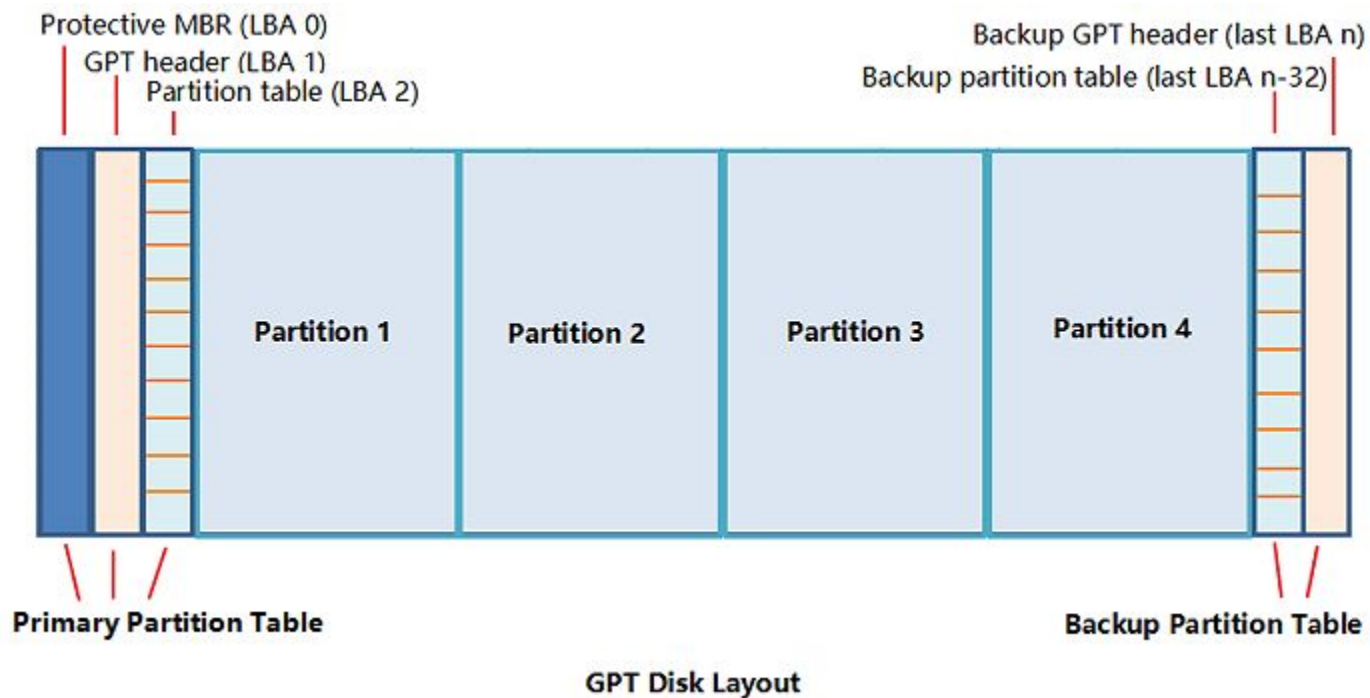 Protective MBR (LBA 0)
GPT header (LBA 1)
Partition table (LBA 2)
Backup GPT header (last LBA n)
Backup partition table (last LBA n-32)
Partition 1
Partition 2
Partition 3
Partition 4
Primary Partition Table
Backup Partition Table
GPT Disk Layout